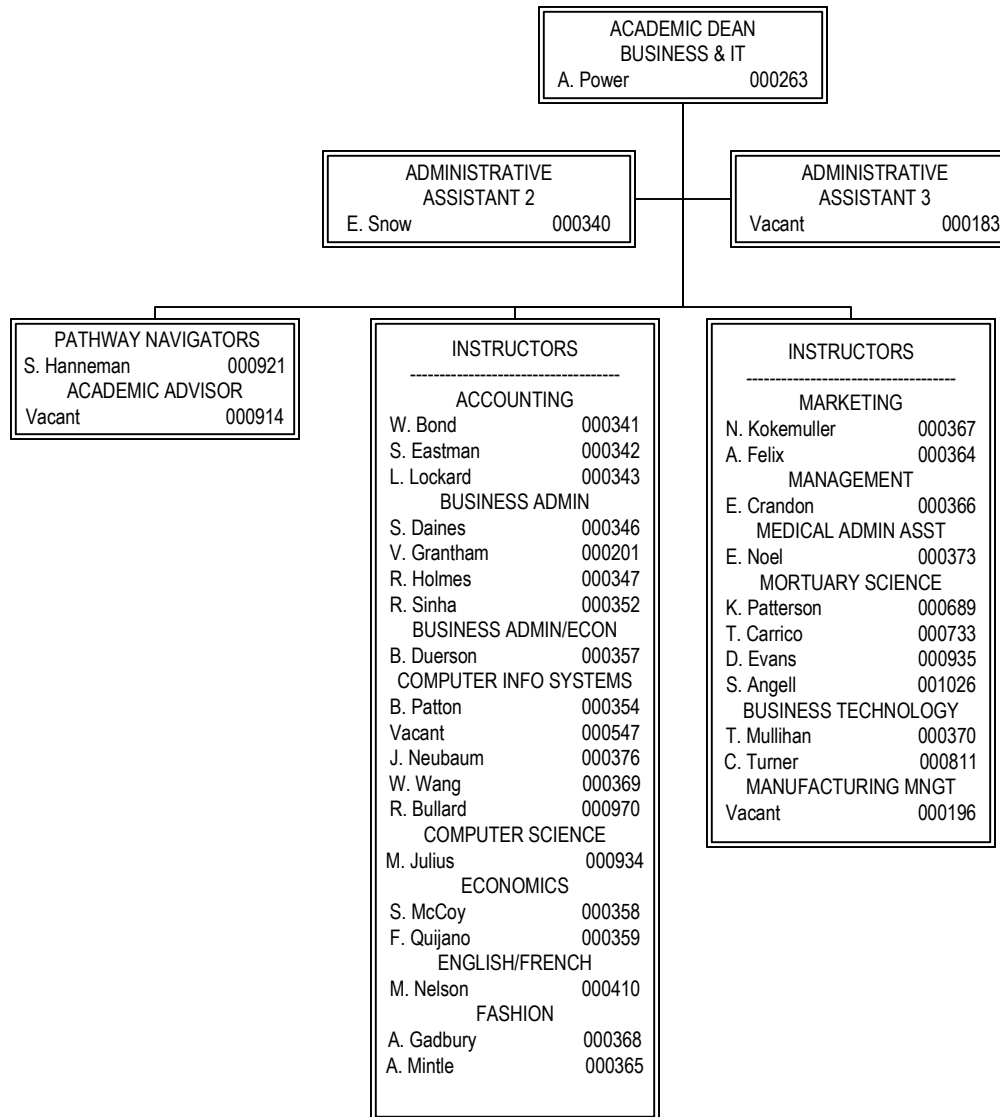 ACADEMIC DEAN
BUSINESS & IT
A. Power 000263
ADMINISTRATIVE
ASSISTANT 2
E. Snow 000340
ADMINISTRATIVE
ASSISTANT 3
Vacant 000183
PATHWAY NAVIGATORS
S. Hanneman 000921
ACADEMIC ADVISOR
Vacant 000914
INSTRUCTORS
------------------------------------
ACCOUNTING
W. Bond 000341
S. Eastman 000342
L. Lockard 000343
BUSINESS ADMIN
S. Daines 000346
V. Grantham 000201
R. Holmes 000347
R. Sinha 000352
BUSINESS ADMIN/ECON
B. Duerson 000357
COMPUTER INFO SYSTEMS
B. Patton 000354
Vacant 000547
J. Neubaum 000376
W. Wang 000369
R. Bullard 000970
COMPUTER SCIENCE
M. Julius 000934
ECONOMICS
S. McCoy 000358
F. Quijano 000359
ENGLISH/FRENCH
M. Nelson 000410
FASHION
A. Gadbury 000368
A. Mintle 000365
INSTRUCTORS
------------------------------------
MARKETING
N. Kokemuller 000367
A. Felix 000364
MANAGEMENT
E. Crandon 000366
MEDICAL ADMIN ASST
E. Noel 000373
MORTUARY SCIENCE
K. Patterson 000689
T. Carrico 000733
D. Evans 000935
S. Angell 001026
BUSINESS TECHNOLOGY
T. Mullihan 000370
C. Turner 000811
MANUFACTURING MNGT
Vacant 000196